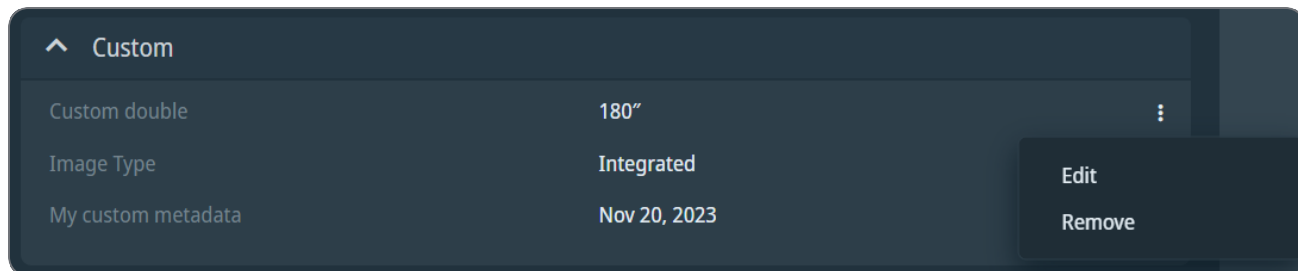 Custom
Custom double 180″
Image Type Integrated
My custom metadata Nov 20, 2023
Edit
Remove